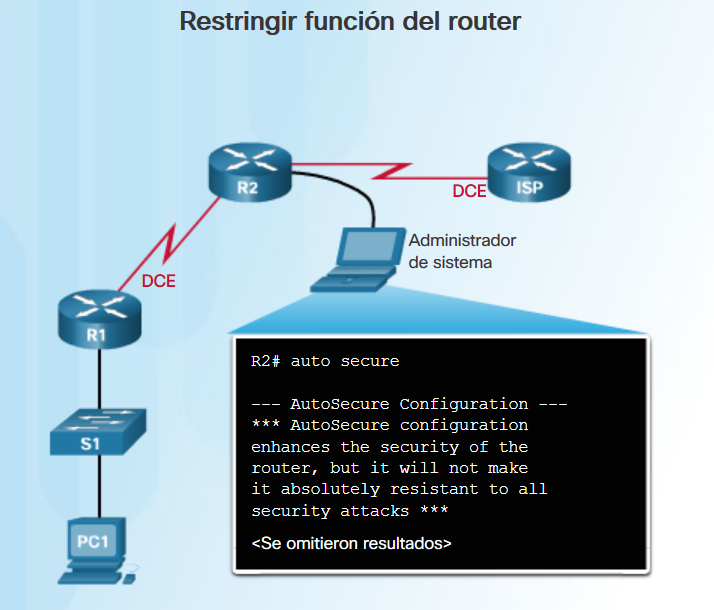 Restringir función del router
R2
DCE
ISP
Administrador
de sistema
DCE
R1
R2# auto secure
--- AutoSecure Configuration ---
*** AutoSecure configuration
enhances the security of the
router, but it will not make
it absolutely resistant to all
security attacks ***
<Se omitieron resultados>
S1
PC1